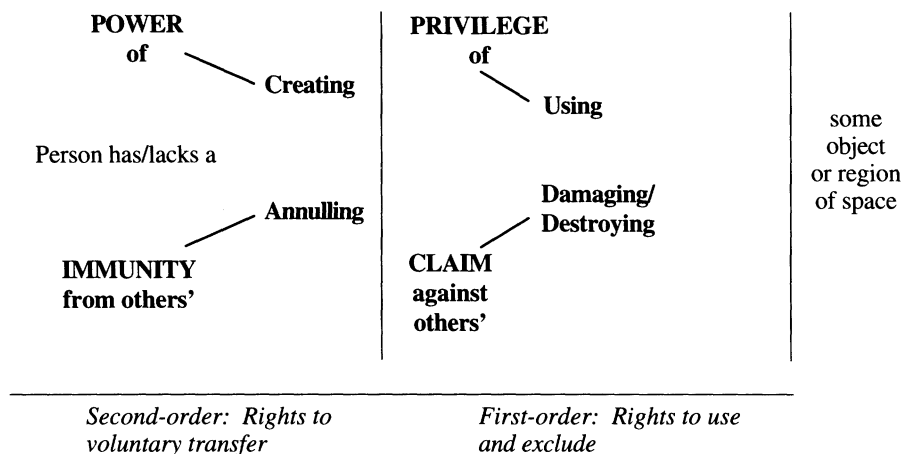 POWER
of
Creating
Person has/lacks a
Annulling
IMMUNITY
from others’
PRIVILEGE
of
Using
Damaging/
Destroying
CLAIM
against
others’
some
object
or region
of space
Second-order: Rights to
voluntary transfer
First-order: Rights to use
and exclude